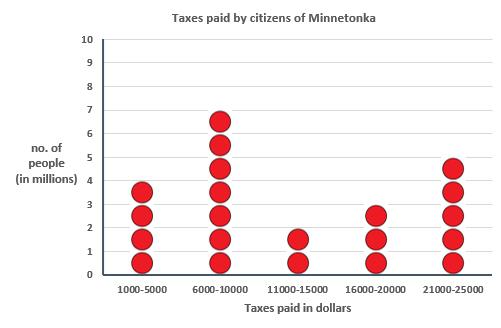 Taxes paid by citizens of Minnetonka
10
9
8
7
6
5
4
3
2
1
0
no. of
people
(in millions)
1000-5000 6000-10000 11000-15000 16000-20000 21000-25000
Taxes paid in dollars